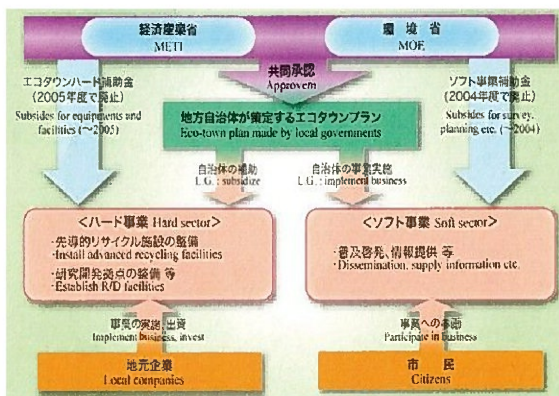 経済産業省
METI
環境省
MOE
共同承認
Approvem
エコタウンハード補助金
(2005年度で廃止)
Subsides for equipments and
facilities (~2005)
ソフト事業補助金
(2004年度で廃止)
Subsides for survey,
planning etc. (~2004)
地方自治体が策定するエコタウンプラン
Eco-town plan made by local governments
自治体の補助
L.G. : subsidize
自治体の事業実施
L.G. : implement business
<ハード事業 Hard sector>
・先導的リサイクル施設の整備
・Install advanced recycling facilities
・研究開発拠点の整備 等
・Establish R/D facilities
<ソフト事業 Soft sector>
・普及啓発、情報提供 等
・Dissemination, supply information etc.
事業の実施、出資
Implement business, invest
事業への参画
Participate in business
地元企業
Local companies
市民
Citizens